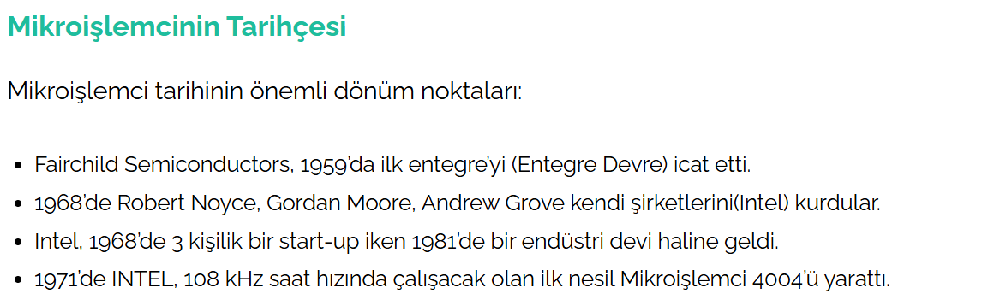 Mikroişlemcinin Tarihçesi
Mikroişlemci tarihinin önemli dönüm noktaları:
• Fairchild Semiconductors, 1959'da ilk entegre'yi (Entegre Devre) icat etti.
• 1968'de Robert Noyce, Gordan Moore, Andrew Grove kendi şirketlerini(Intel) kurdular.
• Intel, 1968'de 3 kişilik bir start-up iken 1981'de bir endüstri devi haline geldi.
• 1971'de INTEL, 108 kHz saat hızında çalışacak olan ilk nesil Mikroişlemci 4004'ü yarattı.